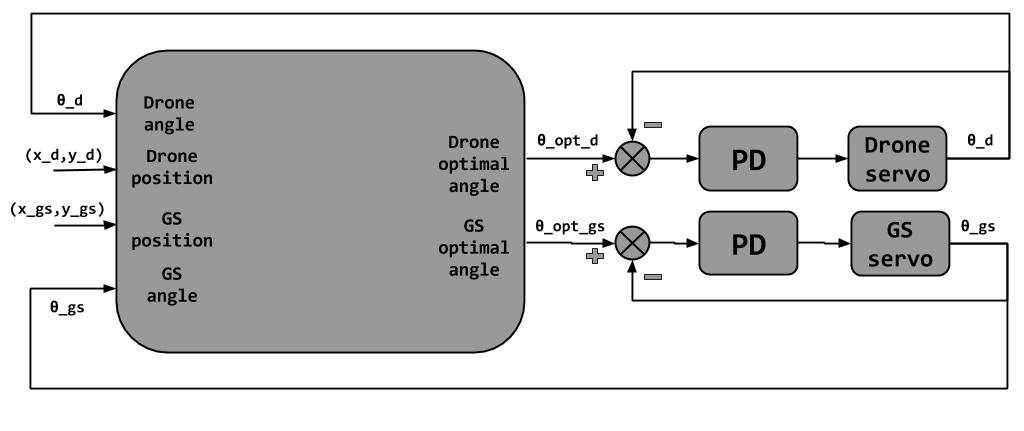 θ_d
Drone
angle
(x_d,y_d)
Drone
position
(x_gs,y_gs)
GS
position
GS
angle
θ_gs
Drone
optimal
angle
GS
optimal
angle
θ_opt_d
+
−
PD
Drone
servo
θ_d
θ_opt_gs
+
−
PD
GS
servo
θ_gs